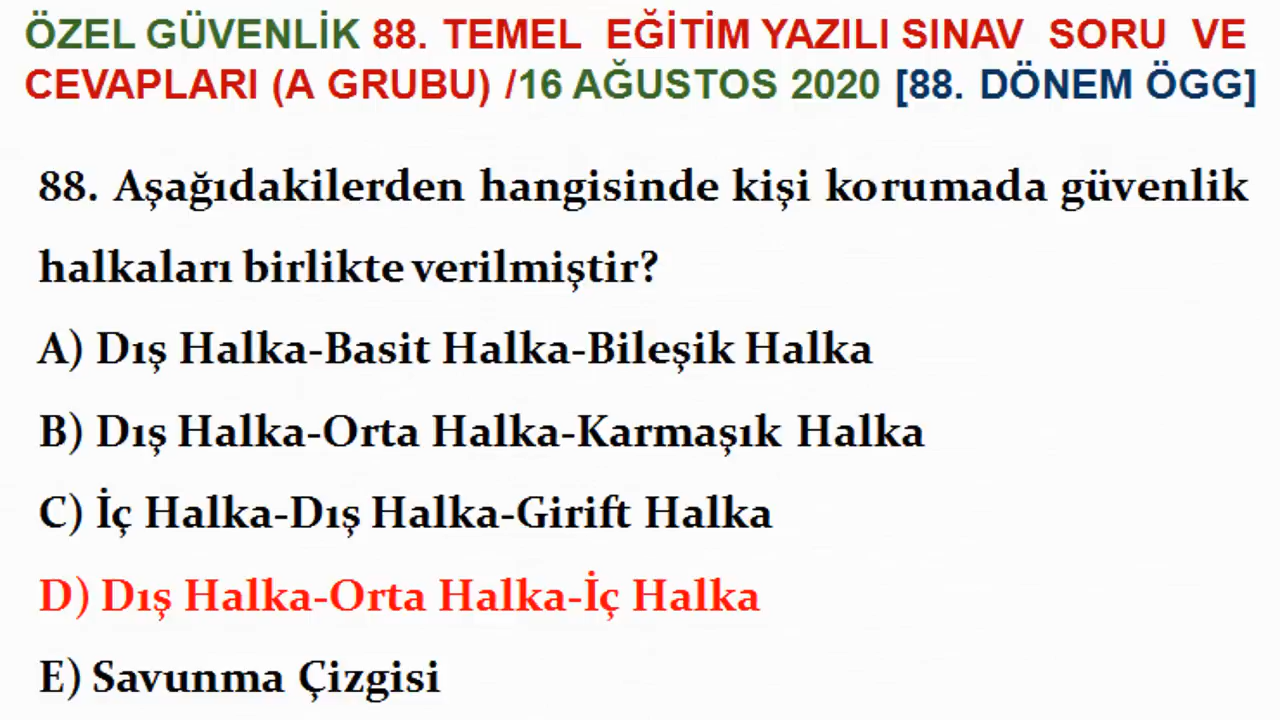 ÖZEL GÜVENLİK 88. TEMEL EĞİTİM YAZILI SINAV SORU VE
CEVAPLARI (A GRUBU) /16 AĞUSTOS 2020 [88. DÖNEM ÖGG]
88. Aşağıdakilerden hangisinde kişi korumada güvenlik
halkaları birlikte verilmiştir?
A) Dış Halka-Basit Halka-Bileşik Halka
B) Dış Halka-Orta Halka-Karmaşık Halka
C) İç Halka-Dış Halka-Girift Halka
D) Dış Halka-Orta Halka-İç Halka
E) Savunma Çizgisi